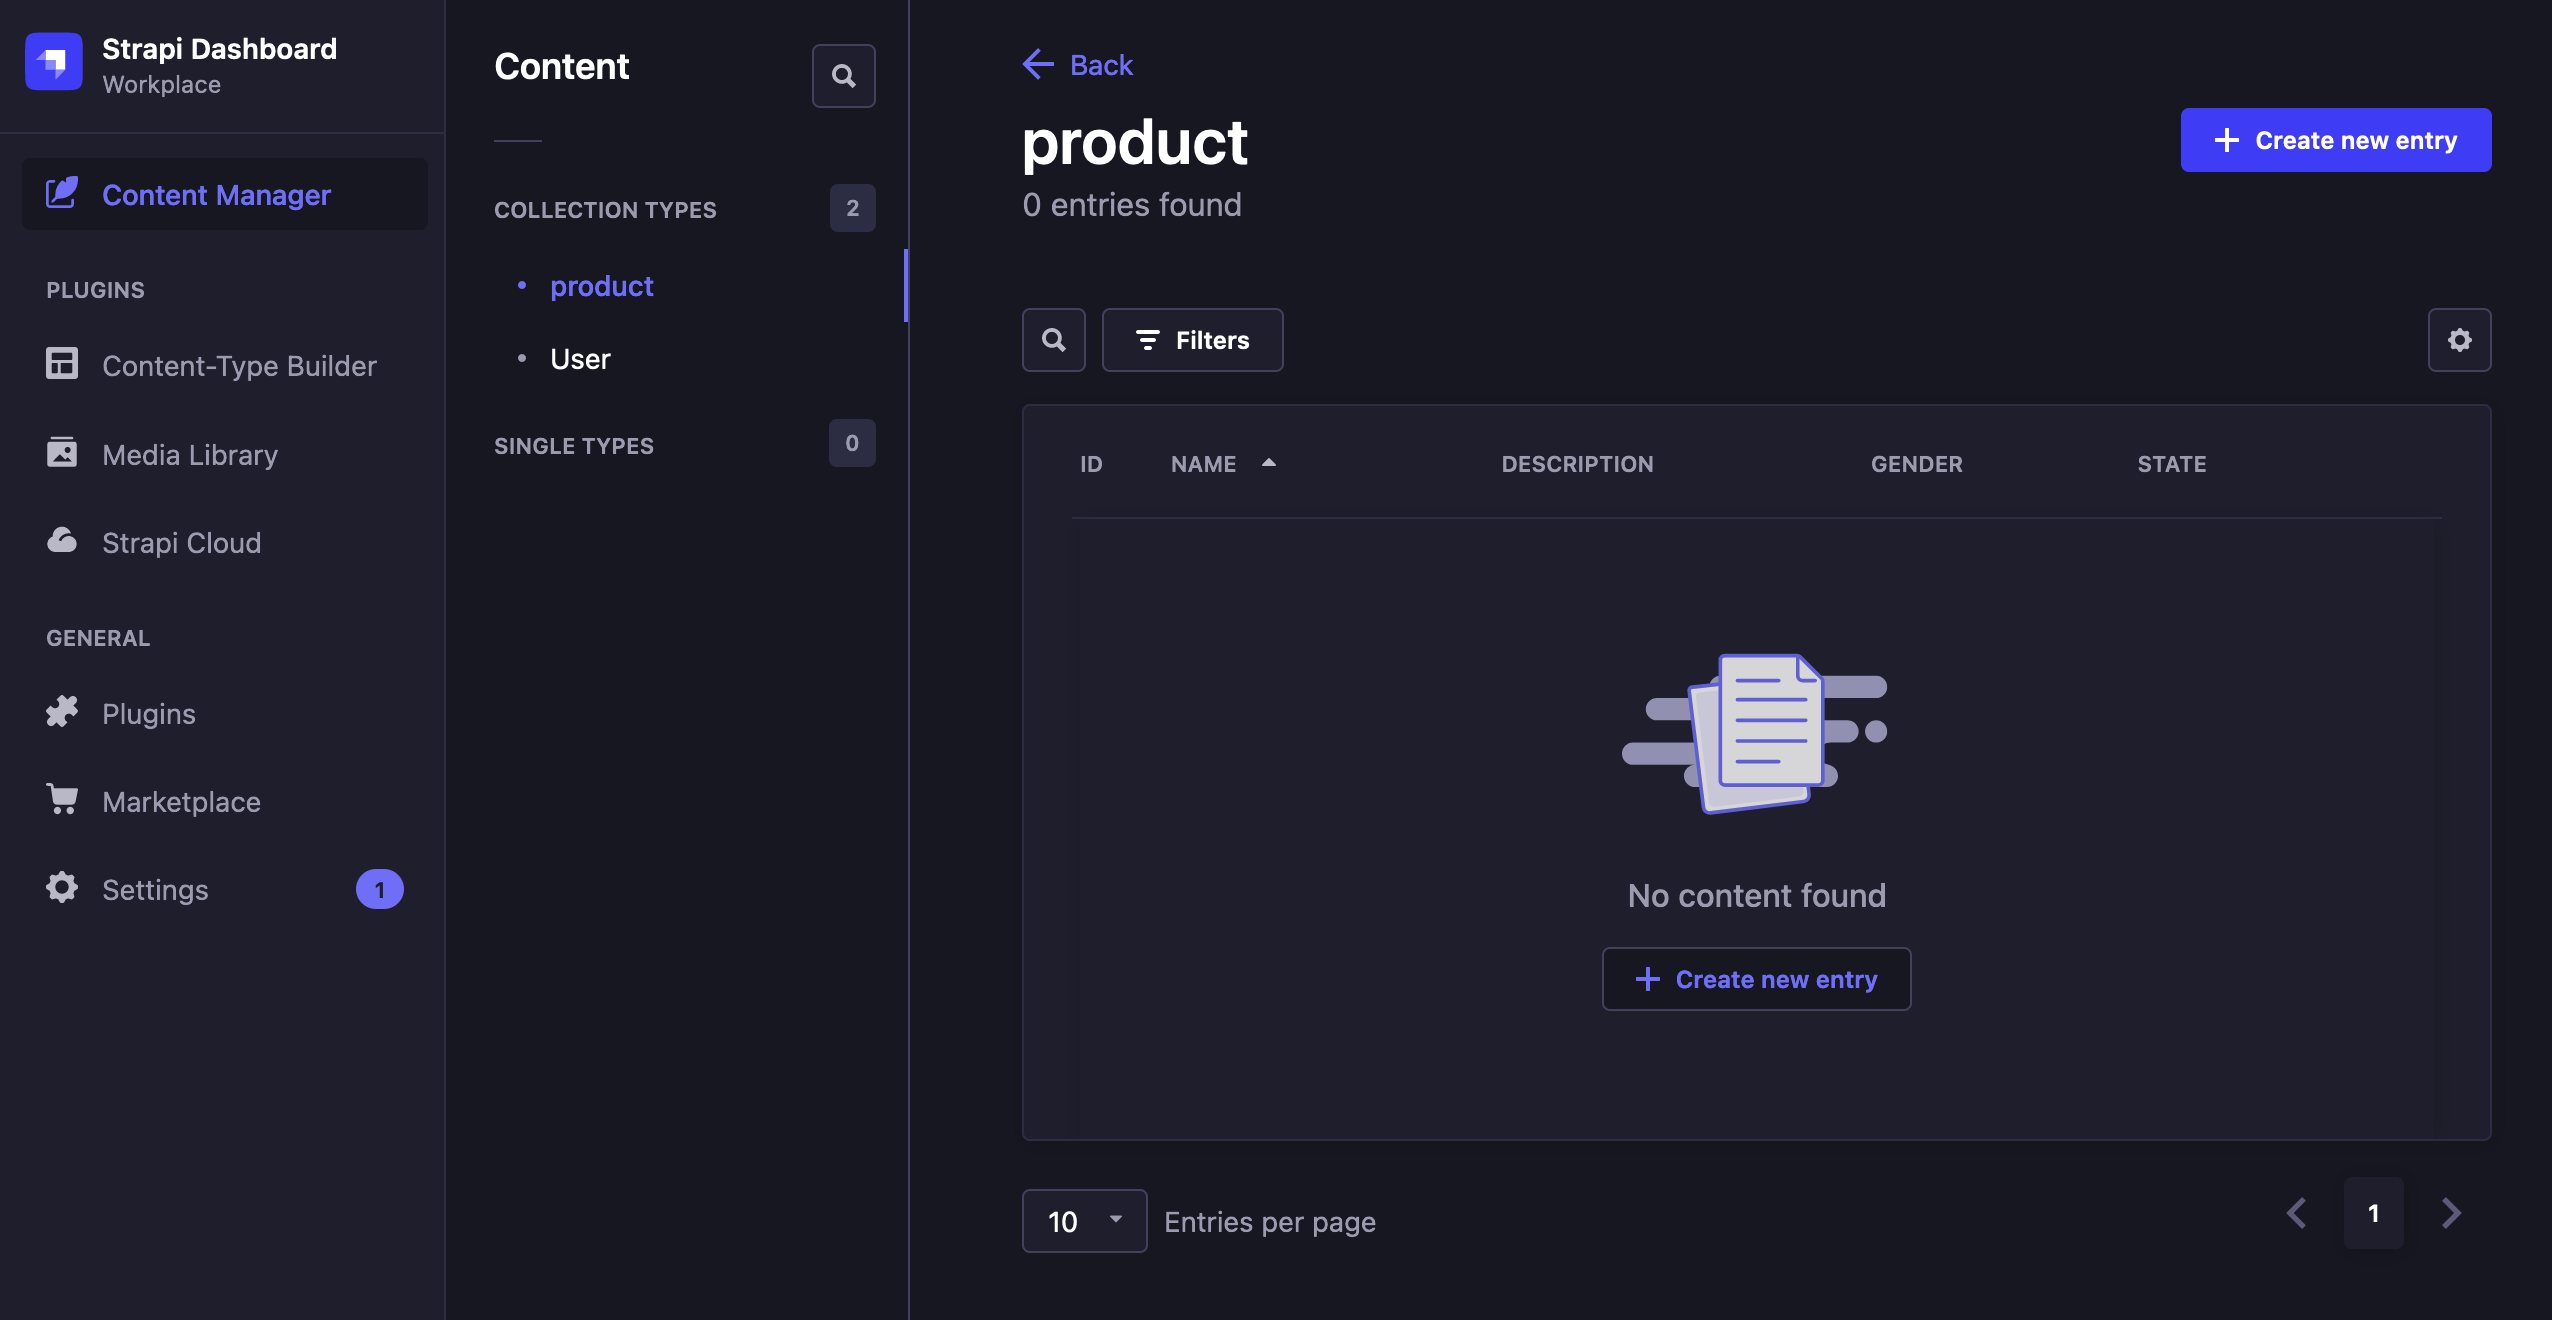 Strapi Dashboard
Workplace
Content Manager
PLUGINS
Content-Type Builder
Media Library
Strapi Cloud
GENERAL
Plugins
Marketplace
Settings 1
Content
COLLECTION TYPES 2
product
User
SINGLE TYPES 0
Back
product
Create new entry
0 entries found
Filters
ID NAME DESCRIPTION GENDER STATE
No content found
Create new entry
10 Entries per page
1